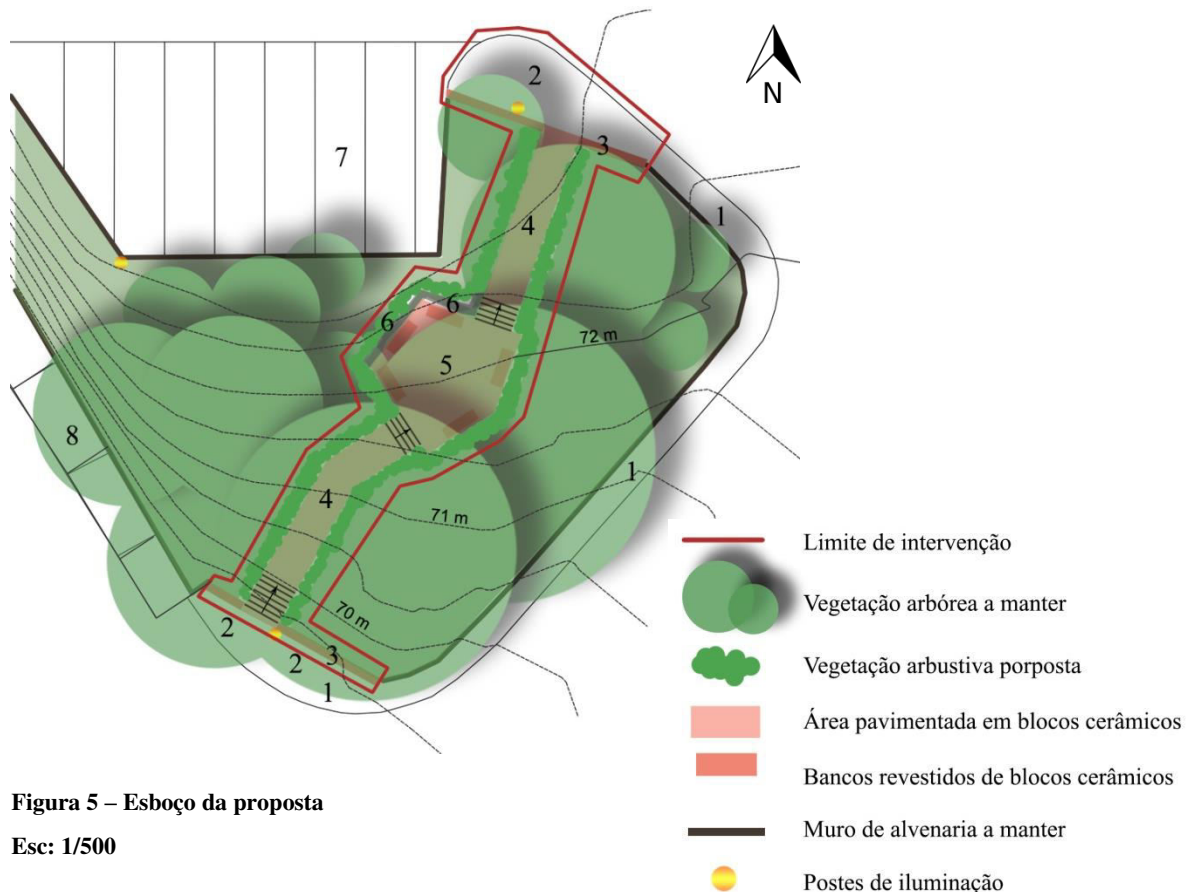 N
2
3
7
1
4
6
6
72 m
5
8
1
4
71 m
70 m
2
2
3
1
Limite de intervenção
Vegetação arbórea a manter
Vegetação arbustiva porposta
Área pavimentada em blocos cerâmicos
Bancos revestidos de blocos cerâmicos
Muro de alvenaria a manter
Postes de iluminação
Figura 5 – Esboço da proposta
Esc: 1/500